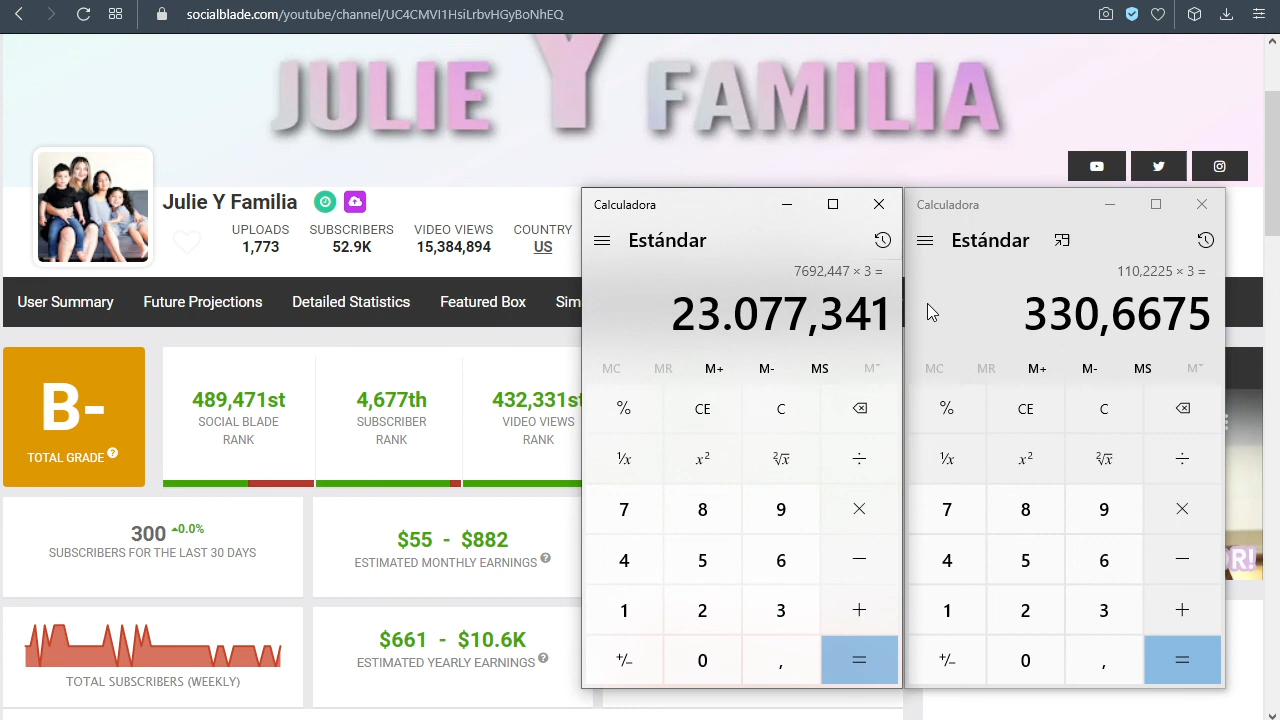 socialblade.com/youtube/channel/UC4CMVI1HsiLrbvHGyBoNhEQ
JULIE Y FAMILIA
Julie Y Familia
UPLOADS
1,773
SUBSCRIBERS
52.9K
VIDEO VIEWS
15,384,894
COUNTRY
US
User Summary
Future Projections
Detailed Statistics
Featured Box
Sim
B-
TOTAL GRADE
489,471st
SOCIAL BLADE
RANK
4,677th
SUBSCRIBER
RANK
432,331st
VIDEO VIEWS
RANK
300 0.0%
SUBSCRIBERS FOR THE LAST 30 DAYS
$55 - $882
ESTIMATED MONTHLY EARNINGS
TOTAL SUBSCRIBERS (WEEKLY)
$661 - $10.6K
ESTIMATED YEARLY EARNINGS
Calculadora
Estándar
7692,447 × 3 =
23.077,341
MC MR M+ M- MS M˅
% CE C
¹/x x² ²√x ÷
7 8 9 ×
4 5 6 −
1 2 3 +
+/− 0 , =
Calculadora
Estándar
110,2225 × 3 =
330,6675
MC MR M+ M- MS M˅
% CE C
¹/x x² ²√x ÷
7 8 9 ×
4 5 6 −
1 2 3 +
+/− 0 , =
R!